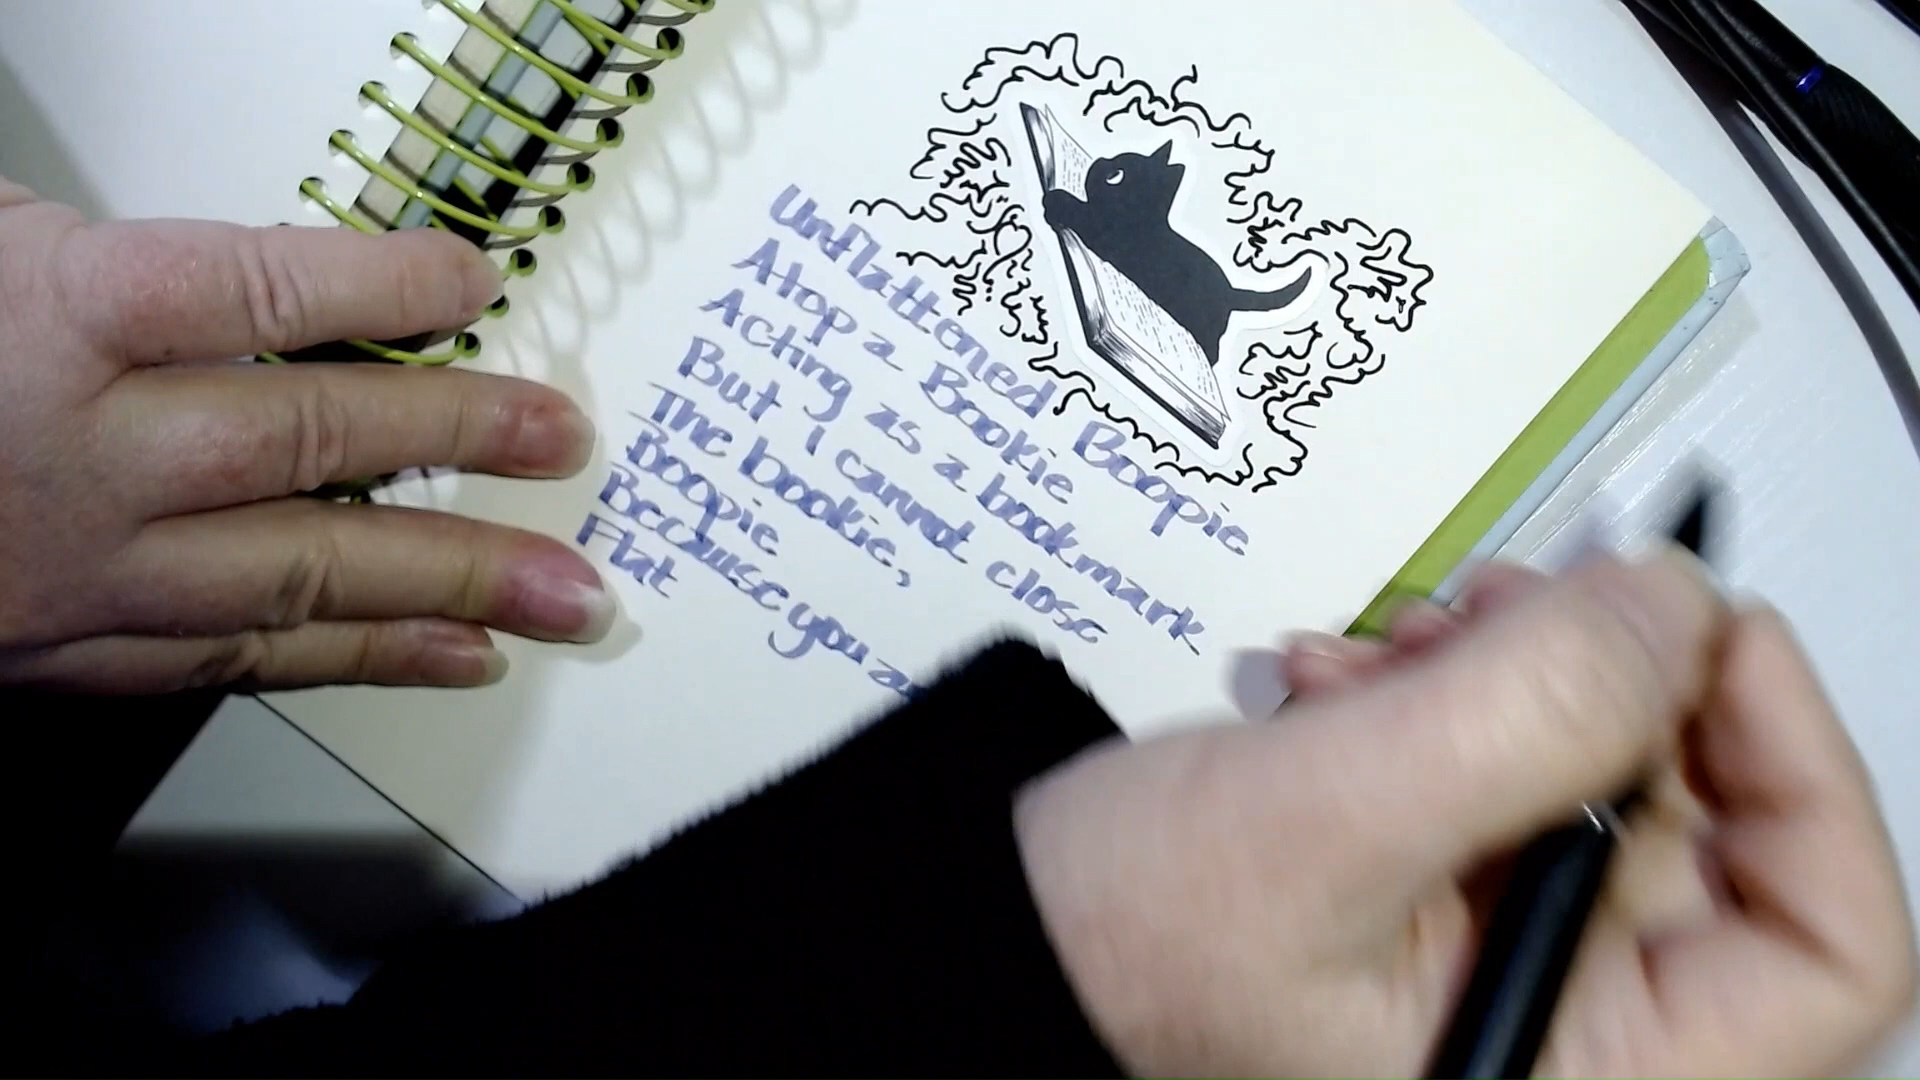 Unflattened Boopie
Atop a Bookie
Acting as a bookmark
But I cannot close
The bookie,
Boopie
Because you a
Flat